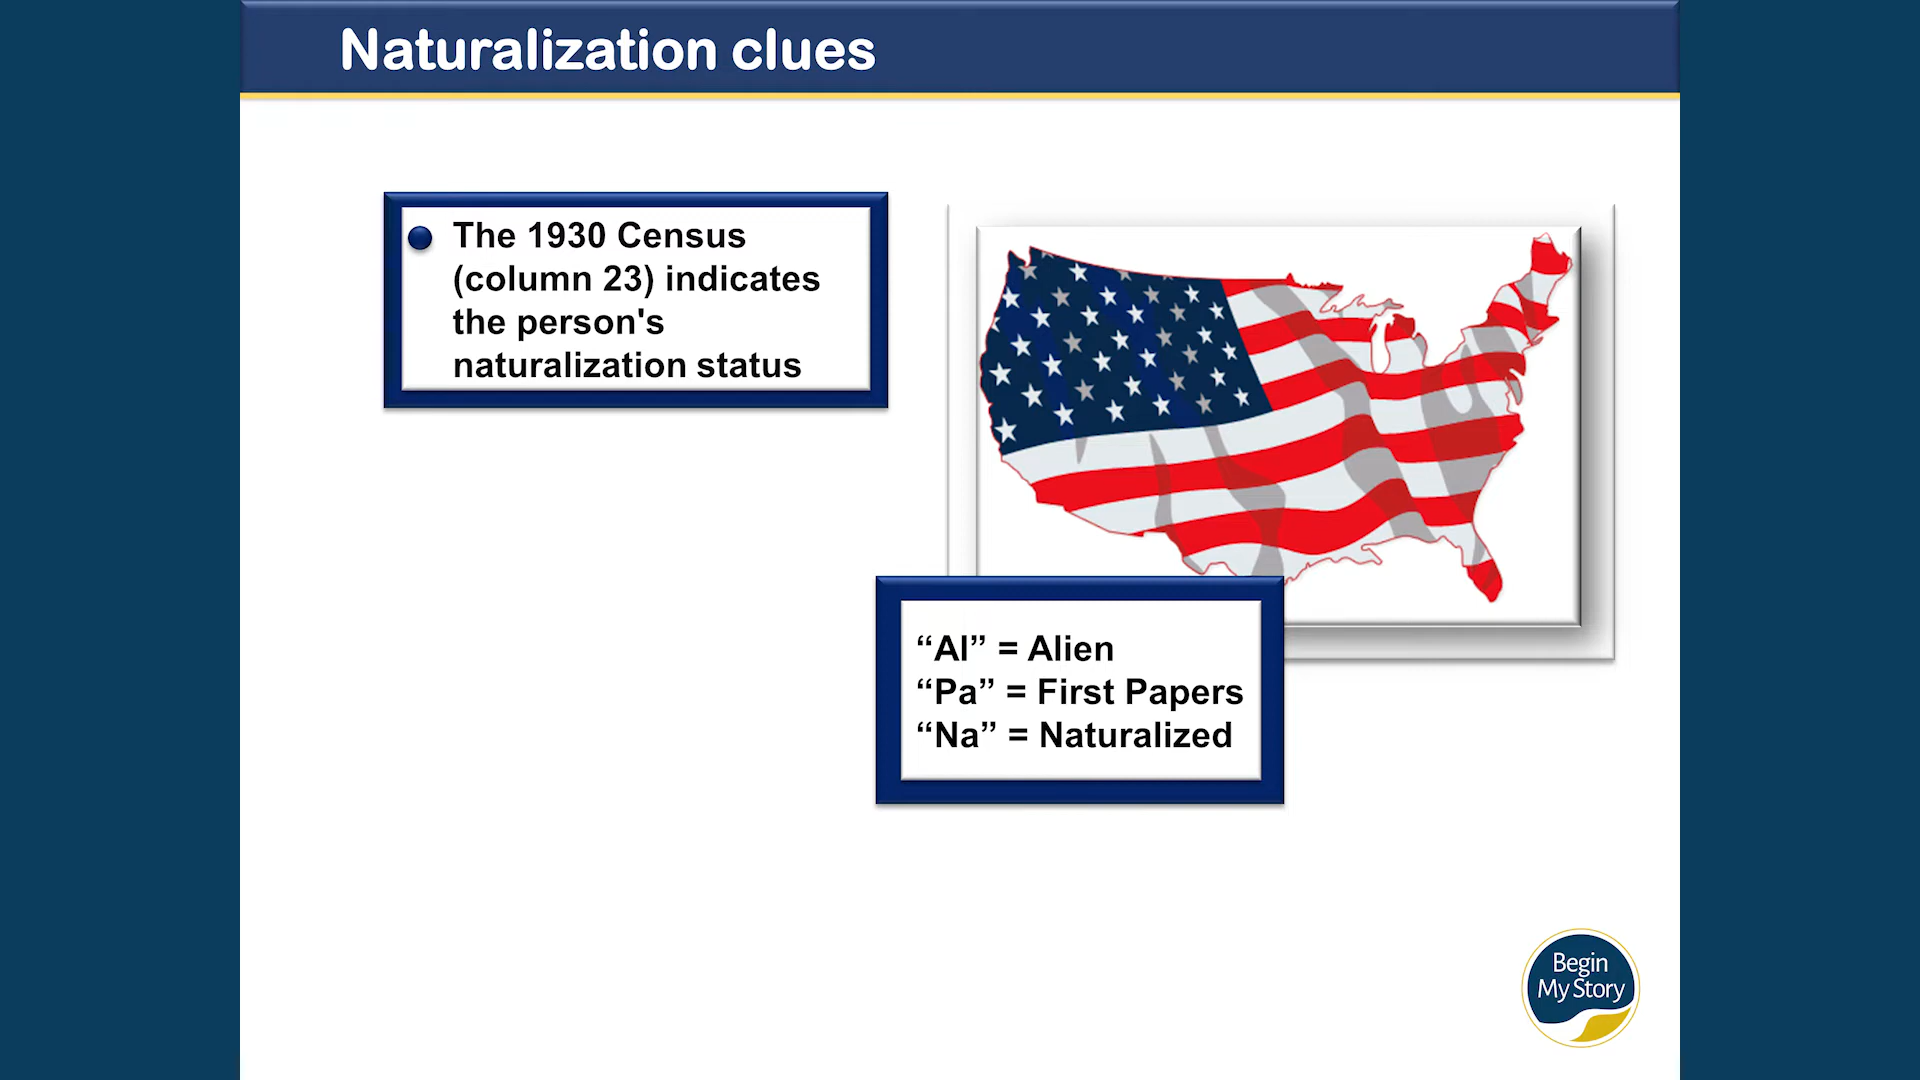 Naturalization clues
The 1930 Census
(column 23) indicates
the person's
naturalization status
“Al” = Alien
“Pa” = First Papers
“Na” = Naturalized
Begin
My Story